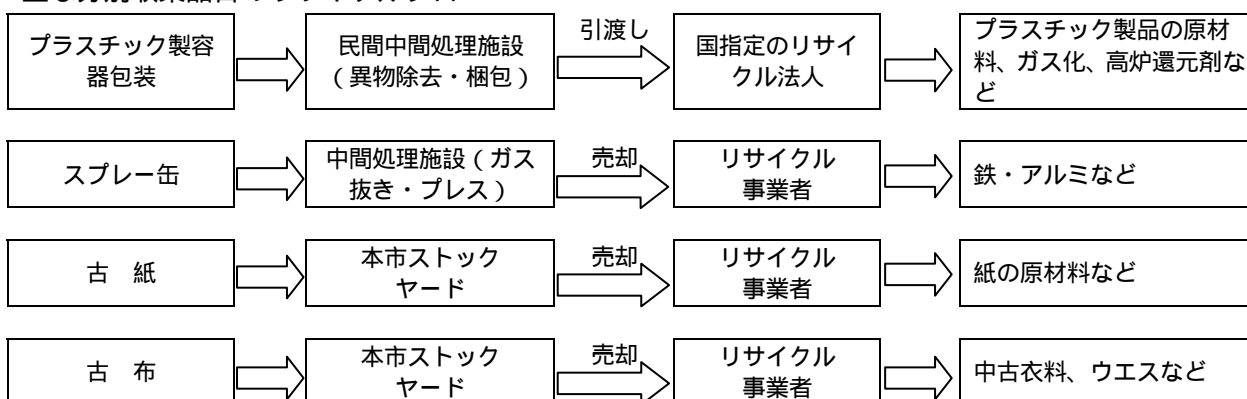 プラスチック製容
器包装
民間中間処理施設
（異物除去・梱包）
引渡し
国指定のリサイ
クル法人
プラスチック製品の原材
料、ガス化、高炉還元剤な
ど
スプレー缶
中間処理施設（ガス
抜き・プレス）
売却
リサイクル
事業者
鉄・アルミなど
古　紙
本市ストック
ヤード
売却
リサイクル
事業者
紙の原材料など
古　布
本市ストック
ヤード
売却
リサイクル
事業者
中古衣料、ウエスなど